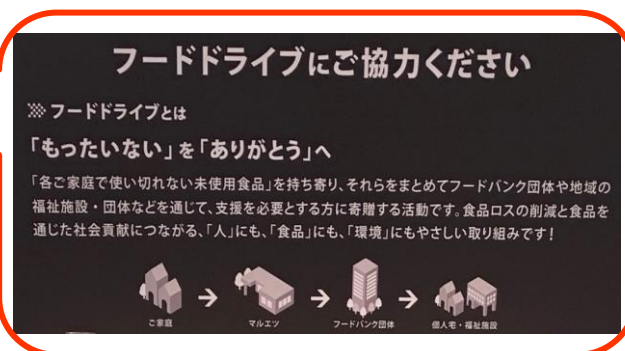 フードドライブにご協力ください
フードドライブとは
「もったいない」を「ありがとう」へ
「各ご家庭で使い切れない未使用食品」を持ち寄り、それらをまとめてフードバンク団体や地域の
福祉施設・団体などを通じて、支援を必要とする方に寄贈する活動です。食品ロスの削減と食品を
通じた社会貢献につながる、「人」にも、「食品」にも、「環境」にもやさしい取り組みです！
ご家庭 → マルエツ → フードバンク団体 → 個人宅・福祉施設